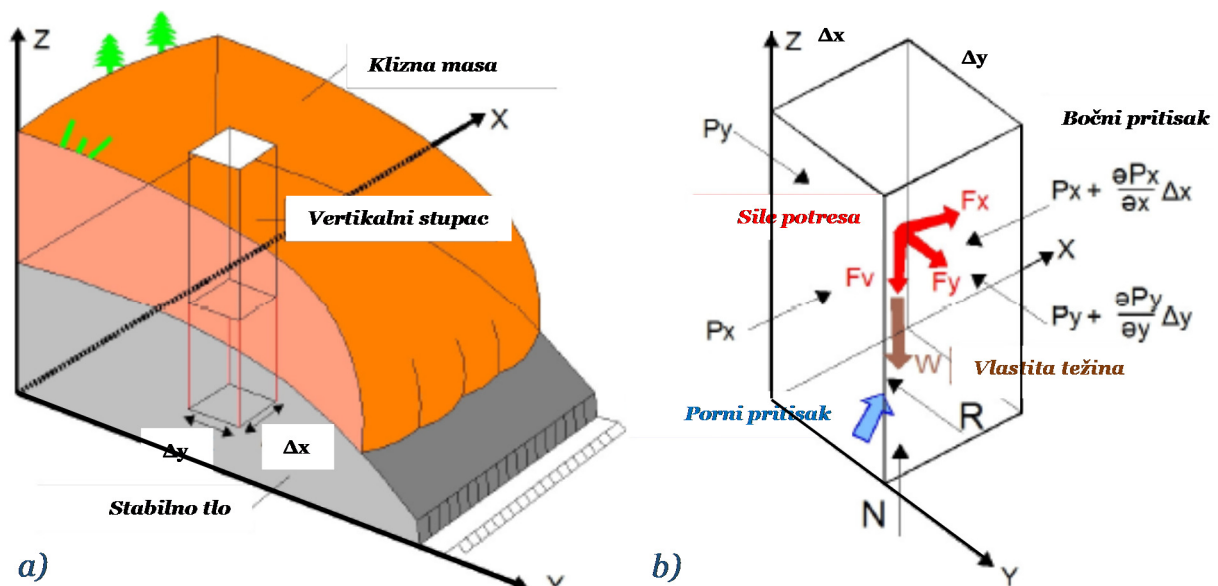 Z
Klizna masa
X
Vertikalni stupac
Δy
Δx
Stabilno tlo
a)
Y
Z
Δx
Δy
Py
Bočni pritisak
Sile potresa
Fx
Px + ∂Px/∂x Δx
X
Fv
Fy
Px
Py + ∂Py/∂y Δy
W
Vlastita težina
Porni pritisak
R
N
b)
Y